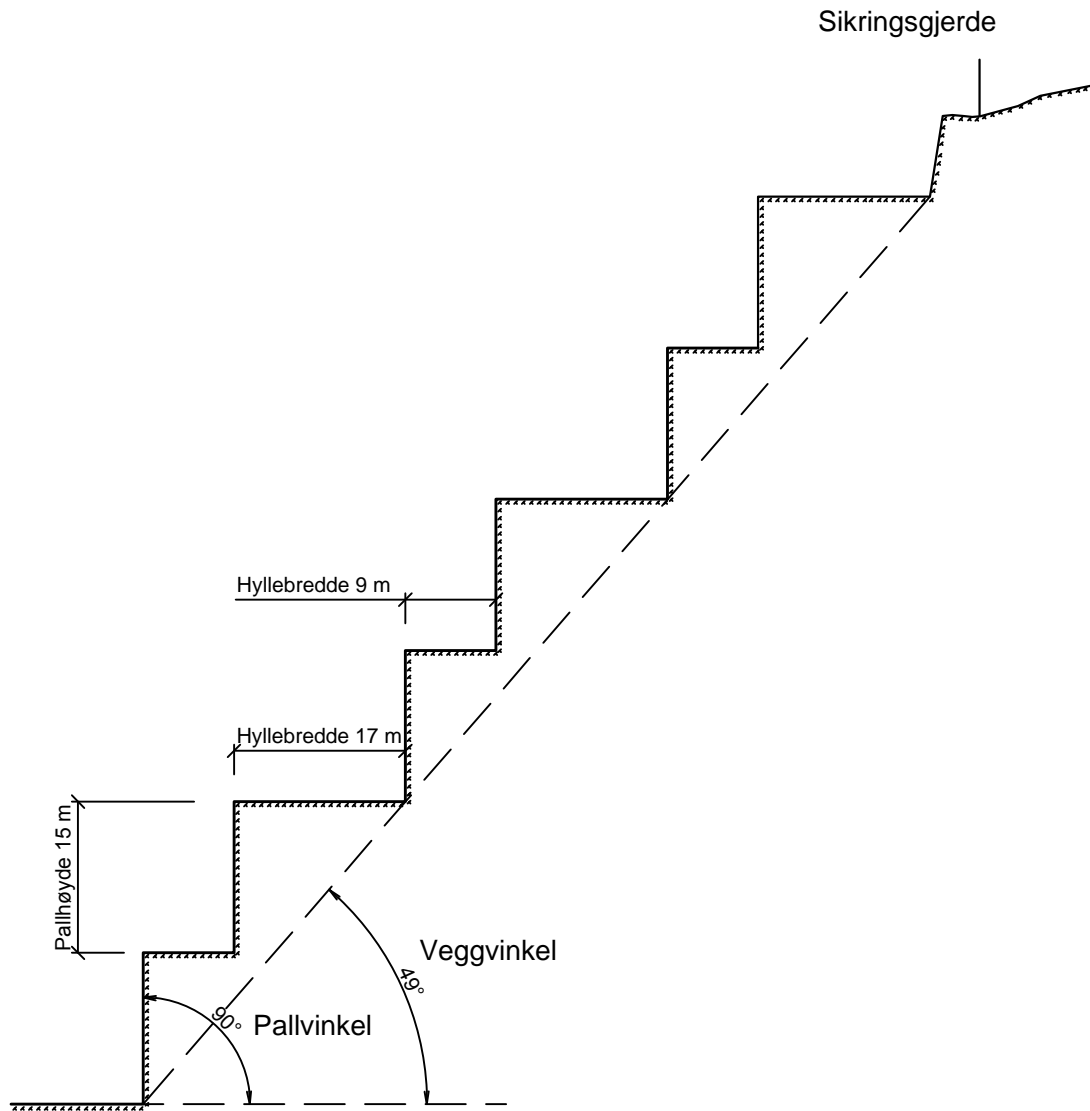 Sikringsgjerde
Hyllebredde 9 m
Hyllebredde 17 m
Pallhøyde 15 m
Veggvinkel
49°
90°
Pallvinkel